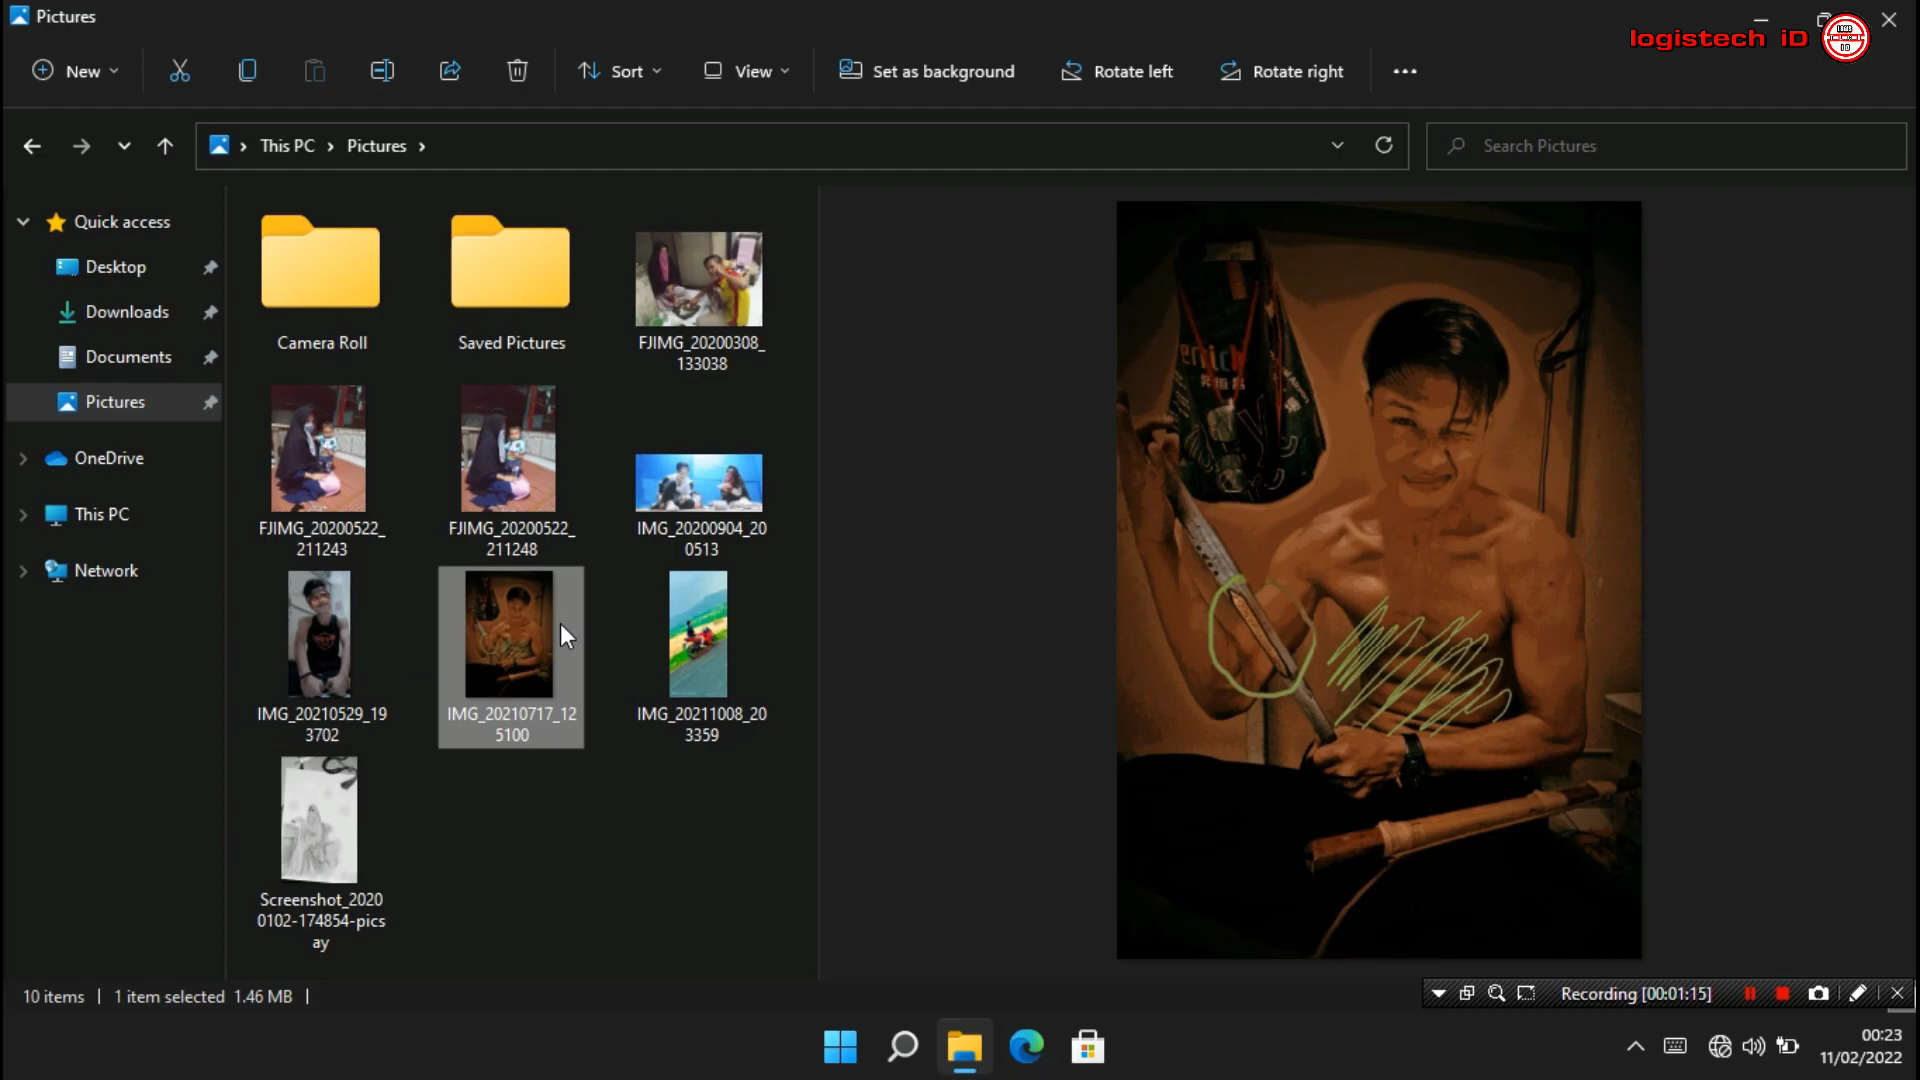 Pictures
logistech iD
New
Sort
View
Set as background
Rotate left
Rotate right
This PC
Pictures
Search Pictures
Quick access
Desktop
Downloads
Documents
Pictures
OneDrive
This PC
Network
Camera Roll
Saved Pictures
FJIMG_20200308_
133038
FJIMG_20200522_
211243
FJIMG_20200522_
211248
IMG_20200904_20
0513
IMG_20210529_19
3702
IMG_20210717_12
5100
IMG_20211008_20
3359
Screenshot_2020
0102-174854-pics
ay
10 items
1 item selected 1.46 MB
Recording [00:01:15]
00:23
11/02/2022